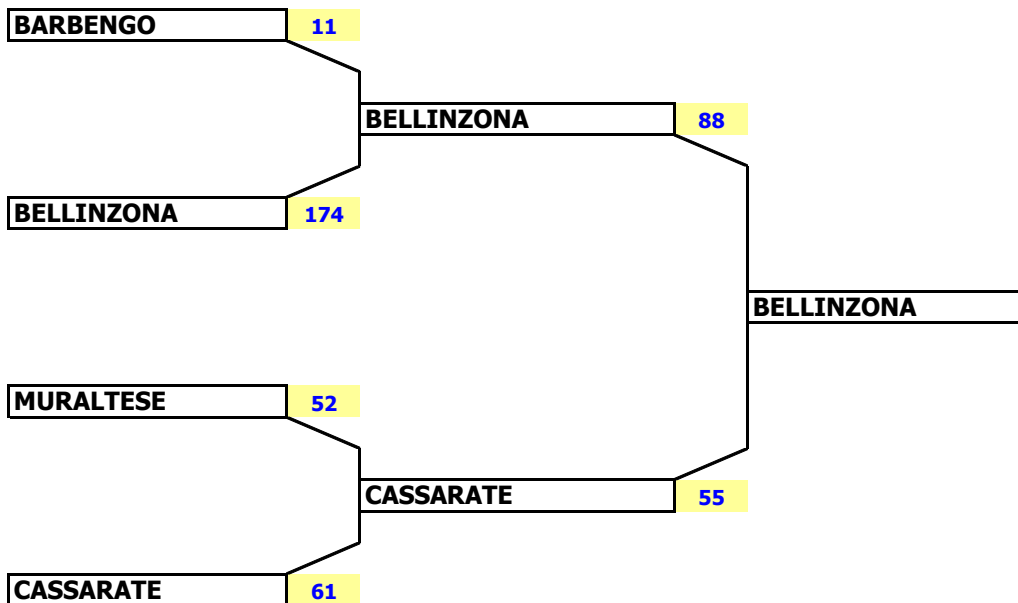 BARBENGO 11
BELLINZONA 88
BELLINZONA 174
BELLINZONA
MURALTESE 52
CASSARATE 55
CASSARATE 61